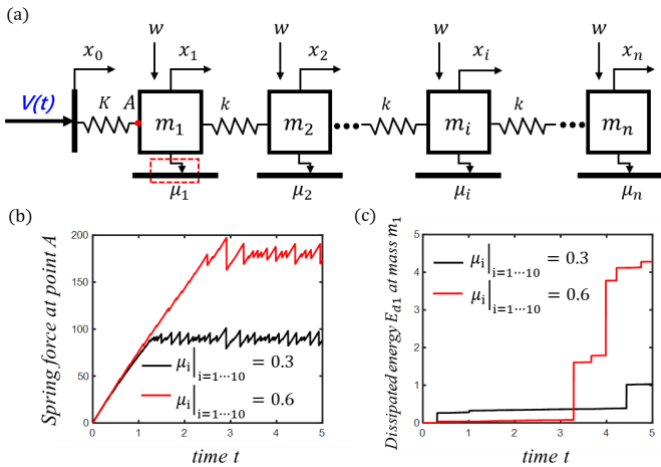 (a)
w w w w
x₀ x₁ x₂ xᵢ xₙ
V(t) K A k k k
m₁ m₂ mᵢ mₙ
μ₁ μ₂ μᵢ μₙ
(b) (c)
Spring force at point A
200
150
100
50
0
μᵢ|ᵢ₌₁...₁₀ = 0.3
μᵢ|ᵢ₌₁...₁₀ = 0.6
0 1 2 3 4 5
time t
Dissipated energy E_d1 at mass m₁
5
4
3
2
1
0
μᵢ|ᵢ₌₁...₁₀ = 0.3
μᵢ|ᵢ₌₁...₁₀ = 0.6
0 1 2 3 4 5
time t